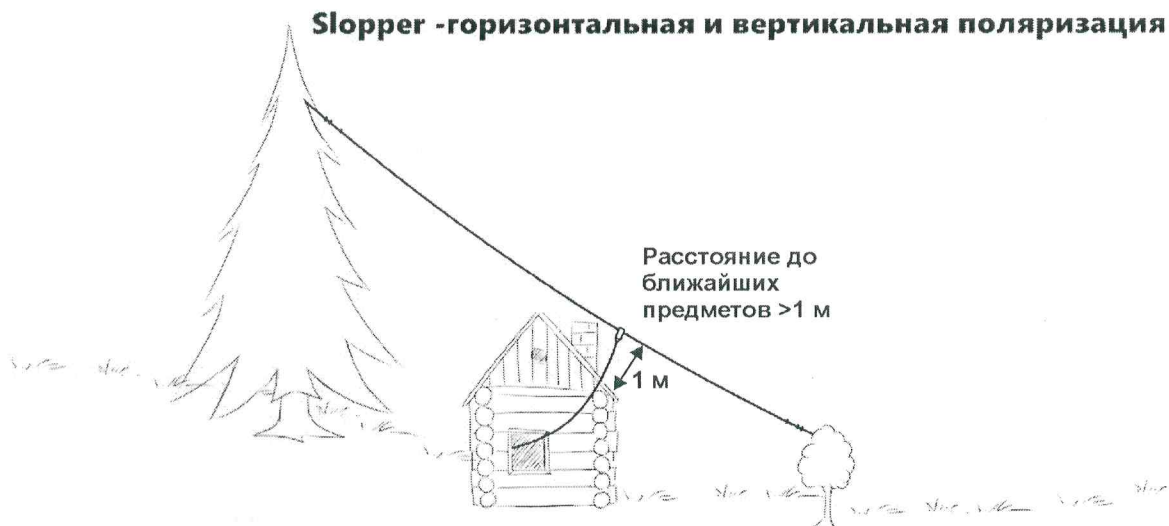 Slopper -горизонтальная и вертикальная поляризация
Расстояние до
ближайших
предметов >1 м
1 м